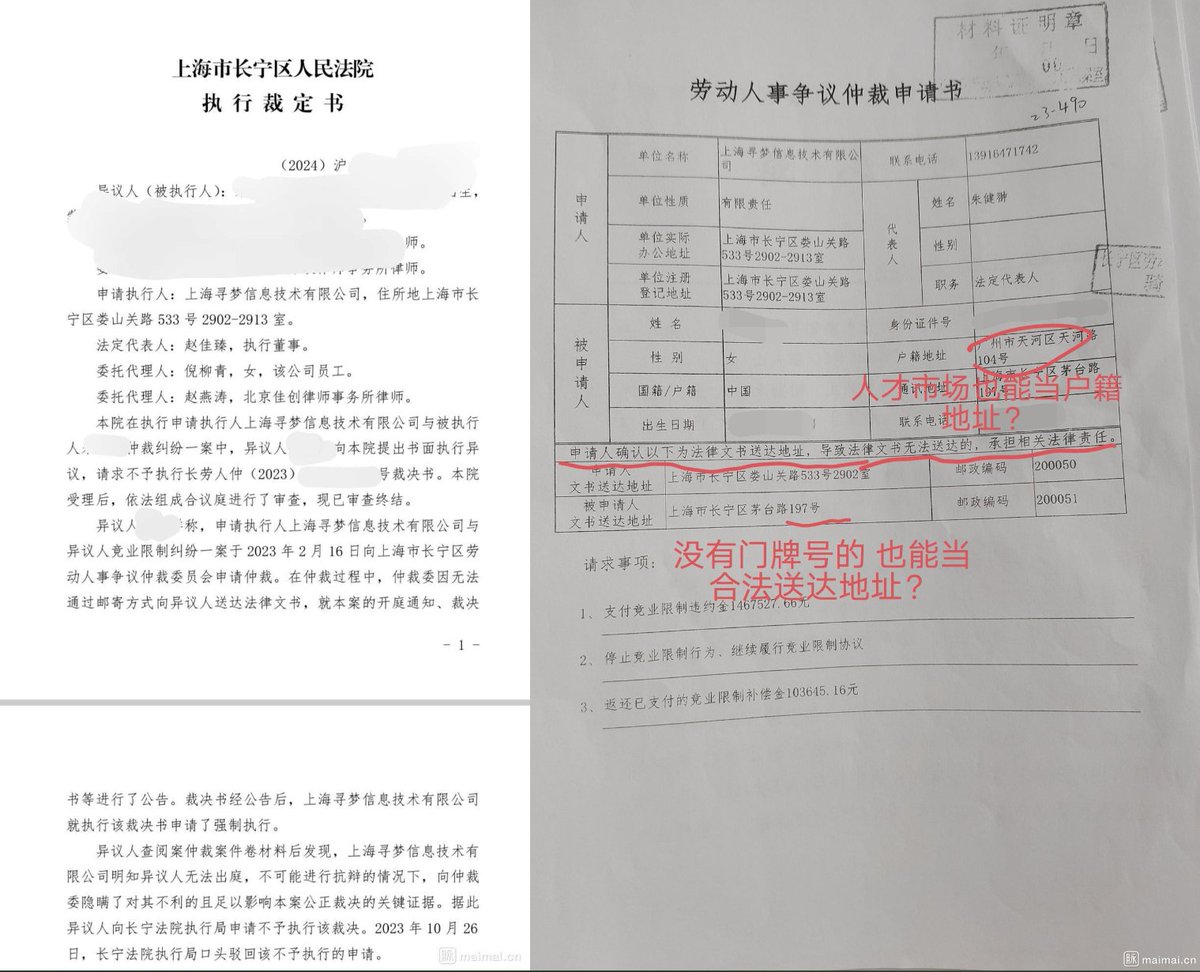 上海市长宁区人民法院
执行裁定书
（2024）沪
异议人（被执行人）：
师。
事务所律师。
申请执行人：上海寻梦信息技术有限公司，住所地上海市长
宁区娄山关路 533 号 2902-2913 室。
法定代表人：赵佳臻，执行董事。
委托代理人：倪柳青，女，该公司员工。
委托代理人：赵燕涛，北京佳创律师事务所律师。
本院在执行申请执行人上海寻梦信息技术有限公司与被执行
人 仲裁纠纷一案中，异议人 向本院提出书面执行异
议，请求不予执行长劳人仲（2023） 号裁决书。本院
受理后，依法组成合议庭进行了审查，现已审查终结。
异议人 称，申请执行人上海寻梦信息技术有限公司与
异议人竞业限制纠纷一案于 2023 年 2 月 16 日向上海市长宁区劳
动人事争议仲裁委员会申请仲裁。在仲裁过程中，仲裁委因无法
通过邮寄方式向异议人送达法律文书，就本案的开庭通知、裁决
- 1 -
书等进行了公告。裁决书经公告后，上海寻梦信息技术有限公司
就执行该裁决书申请了强制执行。
异议人查阅案仲裁案件卷材料后发现，上海寻梦信息技术有
限公司明知异议人无法出庭，不可能进行抗辩的情况下，向仲裁
委隐瞒了对其不利的且足以影响本案公正裁决的关键证据。据此
异议人向长宁法院执行局申请不予执行该裁决。2023 年 10 月 26
日，长宁法院执行局口头驳回该不予执行的申请。
脉 maimai.cn
材料证明章
日
劳动人事争议仲裁申请书
23-490
申请人
单位名称 上海寻梦信息技术有限公司 联系电话 13916471742
单位性质 有限责任 代表人 姓名 朱健翀
单位实际办公地址 上海市长宁区娄山关路533号2902-2913室 性别
单位注册登记地址 上海市长宁区娄山关路533号2902-2913室 职务 法定代表人
被申请人
姓名 身份证件号
性别 女 户籍地址 广州市天河区天河路104号
国籍/户籍 中国 通讯地址 上海市长宁区茅台路197号
出生日期 联系电话
人才市场也能当户籍
地址？
申请人确认以下为法律文书送达地址，导致法律文书无法送达的，承担相关法律责任。
申请人文书送达地址 上海市长宁区娄山关路533号2902室 邮政编码 200050
被申请人文书送达地址 上海市长宁区茅台路197号 邮政编码 200051
没有门牌号的 也能当
合法送达地址？
请求事项：
1、支付竞业限制违约金1467527.66元
2、停止竞业限制行为、继续履行竞业限制协议
3、返还已支付的竞业限制补偿金103645.16元
脉 maimai.cn